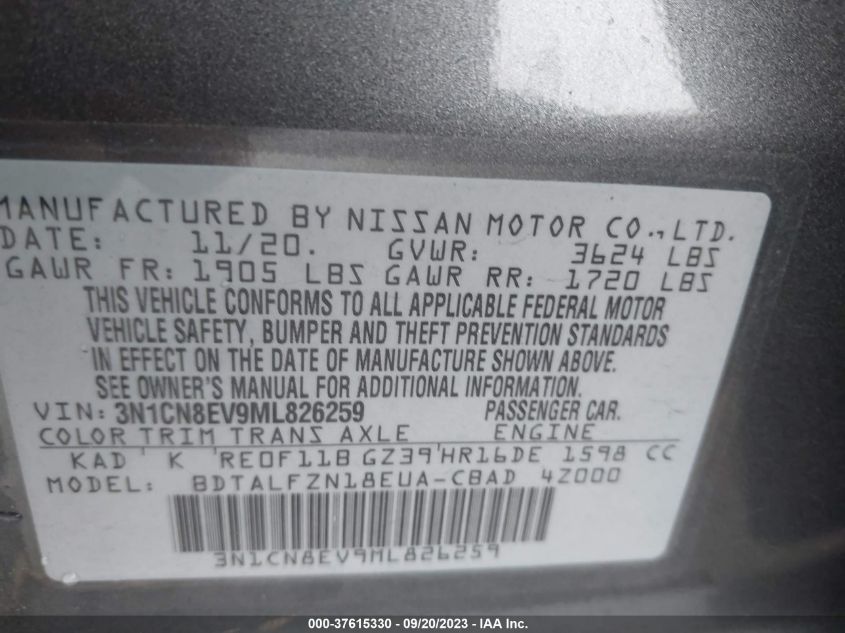 MANUFACTURED BY NISSAN MOTOR CO., LTD.
DATE: 11/20. GVWR: 3624 LBS
GAWR FR: 1905 LBS GAWR RR: 1720 LBS
THIS VEHICLE CONFORMS TO ALL APPLICABLE FEDERAL MOTOR
VEHICLE SAFETY, BUMPER AND THEFT PREVENTION STANDARDS
IN EFFECT ON THE DATE OF MANUFACTURE SHOWN ABOVE.
SEE OWNER'S MANUAL FOR ADDITIONAL INFORMATION.
VIN: 3N1CN8EV9ML826259 PASSENGER CAR.
COLOR TRIM TRANS AXLE ENGINE
KAD ' K 'RE0F11B GZ39'HR16DE 1598 CC
MODEL: BDTALFZN18EUA-CBAD 4Z000
3N1CN8EV9ML826259
000-37615330 - 09/20/2023 - IAA Inc.